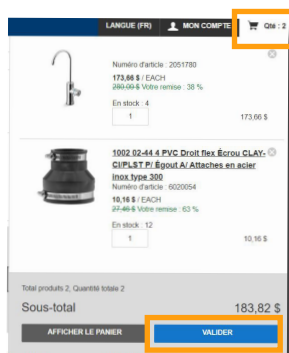 LANGUE (FR) MON COMPTE Qté : 2
Numéro d'article : 2051780
173,66 $ / EACH
280,09 $ Votre remise : 38 %
En stock : 4
1
173,66 $
1002 02-44 4 PVC Droit flex Écrou CLAY-
CI/PLST P/ Égout A/ Attaches en acier
inox type 300
Numéro d'article : 6020054
10,16 $ / EACH
27,46 $ Votre remise : 63 %
En stock : 12
1
10,16 $
Total produits 2, Quantité totale 2
Sous-total 183,82 $
AFFICHER LE PANIER VALIDER